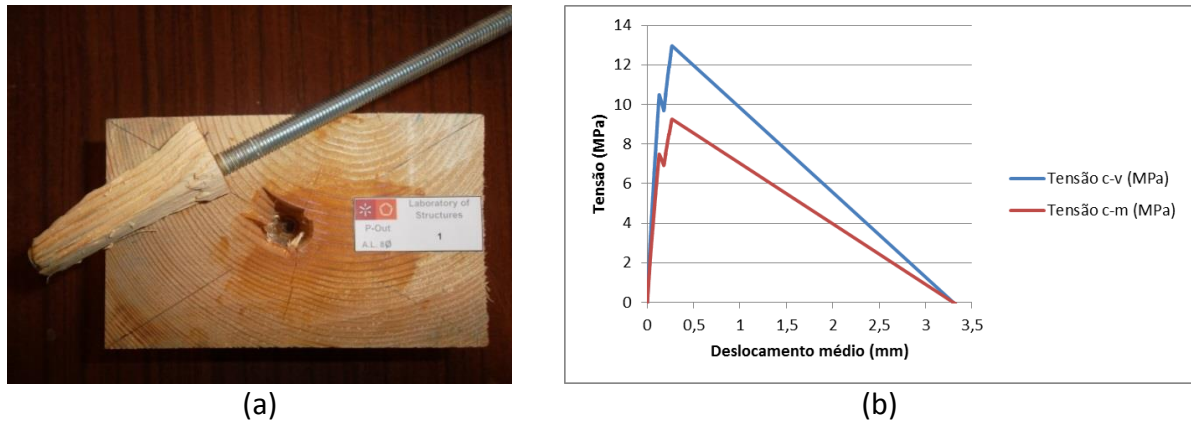 Laboratory of
Structures
P-Out
1
A.L. 8Ø
(a)
14
12
10
8
6
4
2
0
Tensão (MPa)
0 0,5 1 1,5 2 2,5 3 3,5
Deslocamento médio (mm)
Tensão c-v (MPa)
Tensão c-m (MPa)
(b)